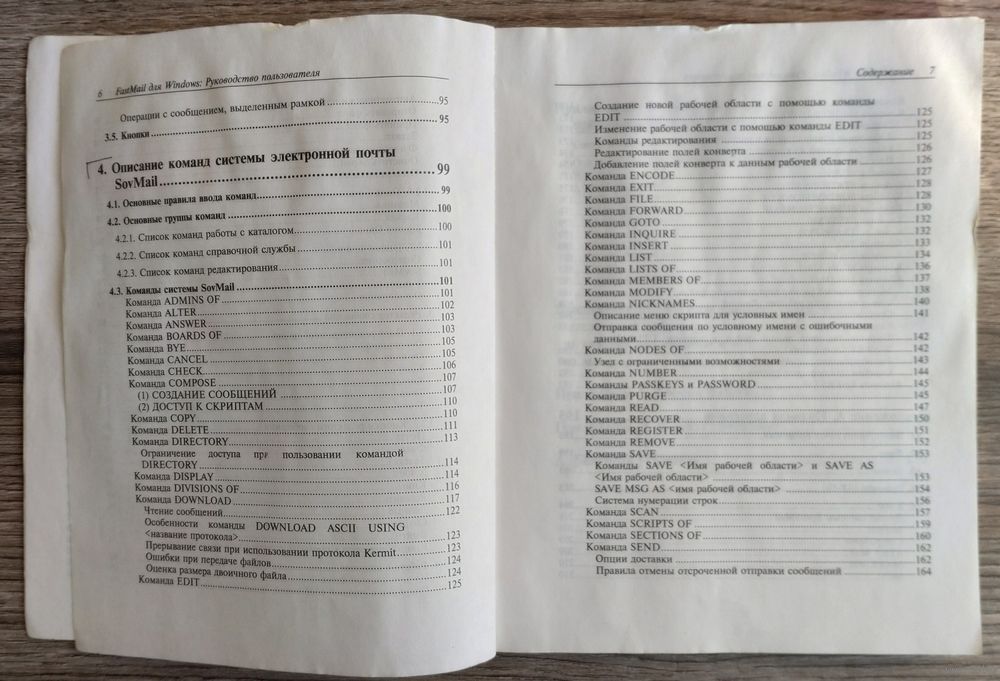 6 FastMail для Windows: Руководство пользователя
Операции с сообщением, выделенным рамкой ........ 95
3.5. Кнопки ........ 95
4. Описание команд системы электронной почты
SovMail ........ 99
4.1. Основные правила ввода команд ........ 99
4.2. Основные группы команд ........ 100
4.2.1. Список команд работы с каталогом ........ 100
4.2.2. Список команд справочной службы ........ 101
4.2.3. Список команд редактирования ........ 101
4.3. Команды системы SovMail ........ 101
Команда ADMINS OF ........ 101
Команда ALTER ........ 102
Команда ANSWER ........ 103
Команда BOARDS OF ........ 103
Команда BYE ........ 105
Команда CANCEL ........ 105
Команда CHECK ........ 106
Команда COMPOSE ........ 107
(1) СОЗДАНИЕ СООБЩЕНИЙ ........ 107
(2) ДОСТУП К СКРИПТАМ ........ 110
Команда COPY ........ 110
Команда DELETE ........ 111
Команда DIRECTORY ........ 113
Ограничение доступа при пользовании командой
DIRECTORY ........ 114
Команда DISPLAY ........ 114
Команда DIVISIONS OF ........ 116
Команда DOWNLOAD ........ 117
Чтение сообщений ........ 122
Особенности команды DOWNLOAD ASCII USING
<название протокола> ........ 123
Прерывание связи при использовании протокола Kermit ........ 123
Ошибки при передаче файлов ........ 124
Оценка размера двоичного файла ........ 124
Команда EDIT ........ 125
Содержание 7
Создание новой рабочей области с помощью команды
EDIT ........ 125
Изменение рабочей области с помощью команды EDIT ........ 125
Команды редактирования ........ 125
Редактирование полей конверта ........ 126
Добавление полей конверта к данным рабочей области ........ 126
Команда ENCODE ........ 127
Команда EXIT ........ 128
Команда FILE ........ 128
Команда FORWARD ........ 130
Команда GOTO ........ 132
Команда INQUIRE ........ 132
Команда INSERT ........ 133
Команда LIST ........ 134
Команда LISTS OF ........ 136
Команда MEMBERS OF ........ 137
Команда MODIFY ........ 138
Команда NICKNAMES ........ 140
Описание меню скрипта для условных имен ........ 141
Отправка сообщения по условному имени с ошибочными
данными ........ 142
Команда NODES OF ........ 142
Узел с ограниченными возможностями ........ 143
Команда NUMBER ........ 144
Команды PASSKEYS и PASSWORD ........ 145
Команда PURGE ........ 145
Команда READ ........ 147
Команда RECOVER ........ 150
Команда REGISTER ........ 151
Команда REMOVE ........ 152
Команда SAVE ........ 153
Команды SAVE <Имя рабочей области> и SAVE AS
<Имя рабочей области> ........ 153
SAVE MSG AS <имя рабочей области> ........ 154
Система нумерации строк ........ 156
Команда SCAN ........ 157
Команда SCRIPTS OF ........ 159
Команда SECTIONS OF ........ 160
Команда SEND ........ 162
Опции доставки ........ 162
Правила отмены отсроченной отправки сообщений ........ 164